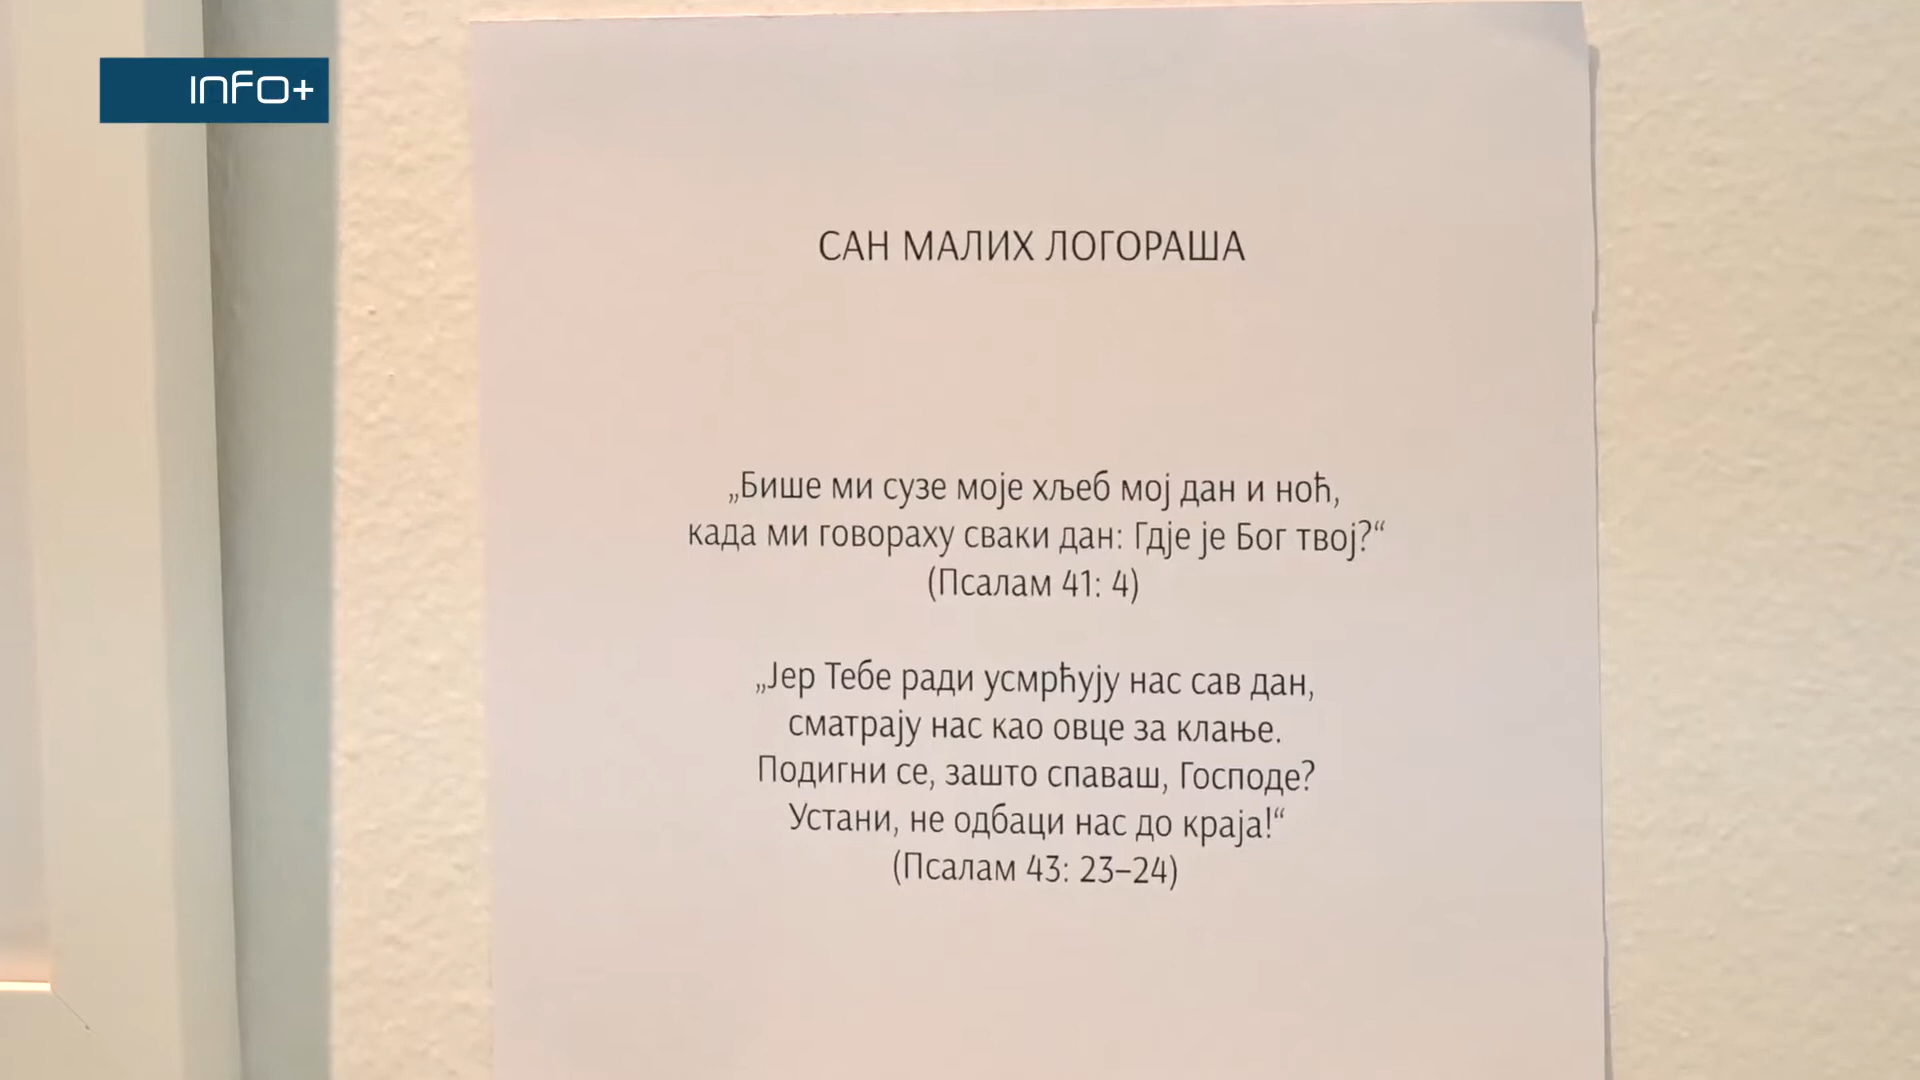 INFO+
САН МАЛИХ ЛОГОРАША
„Бише ми сузе моје хљеб мој дан и ноћ,
када ми говораху сваки дан: Гдје је Бог твој?“
(Псалам 41: 4)
„Јер Тебе ради усмрћују нас сав дан,
сматрају нас као овце за клање.
Подигни се, зашто спаваш, Господе?
Устани, не одбаци нас до краја!“
(Псалам 43: 23–24)